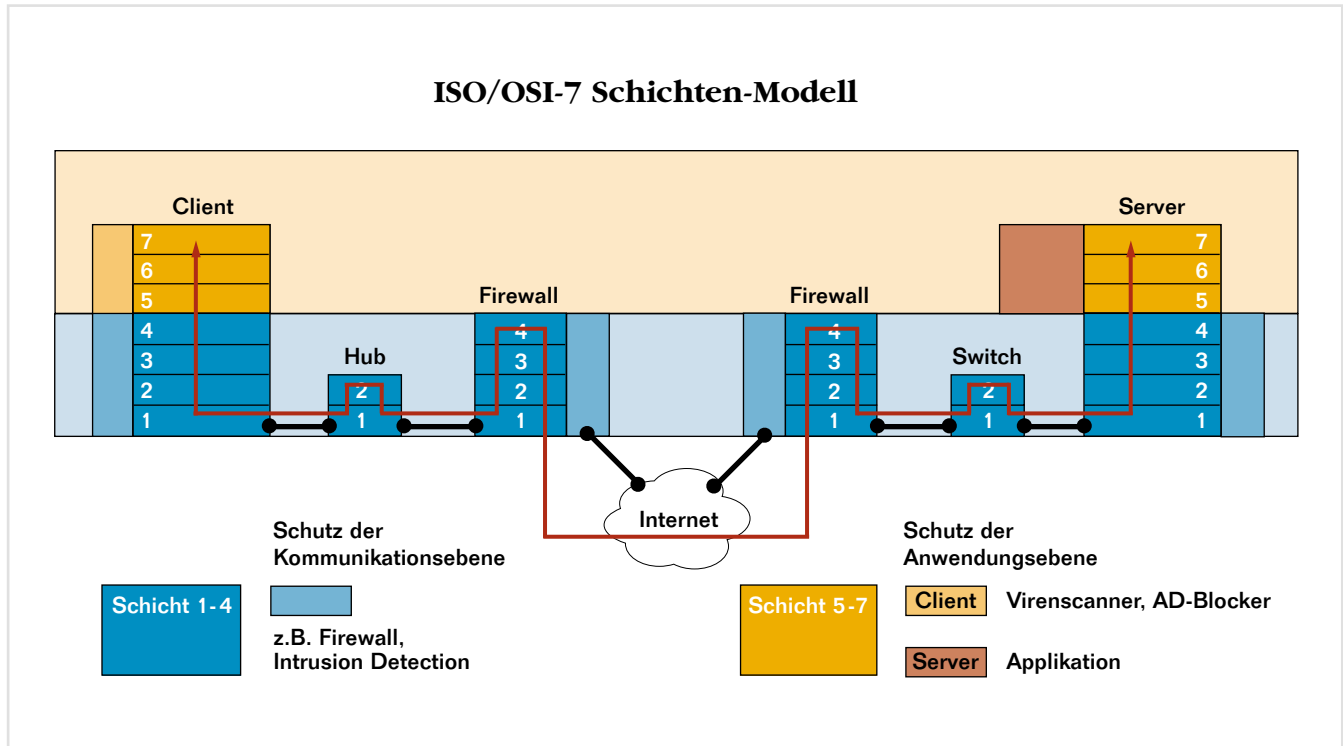 ISO/OSI-7 Schichten-Modell
Client
7
6
5
4
3
2
1
Hub
2
1
Firewall
4
3
2
1
Internet
Firewall
4
3
2
1
Switch
2
1
Server
7
6
5
4
3
2
1
Schicht 1-4
Schutz der
Kommunikationsebene
z.B. Firewall,
Intrusion Detection
Schicht 5-7
Schutz der
Anwendungsebene
Client Virenscanner, AD-Blocker
Server Applikation